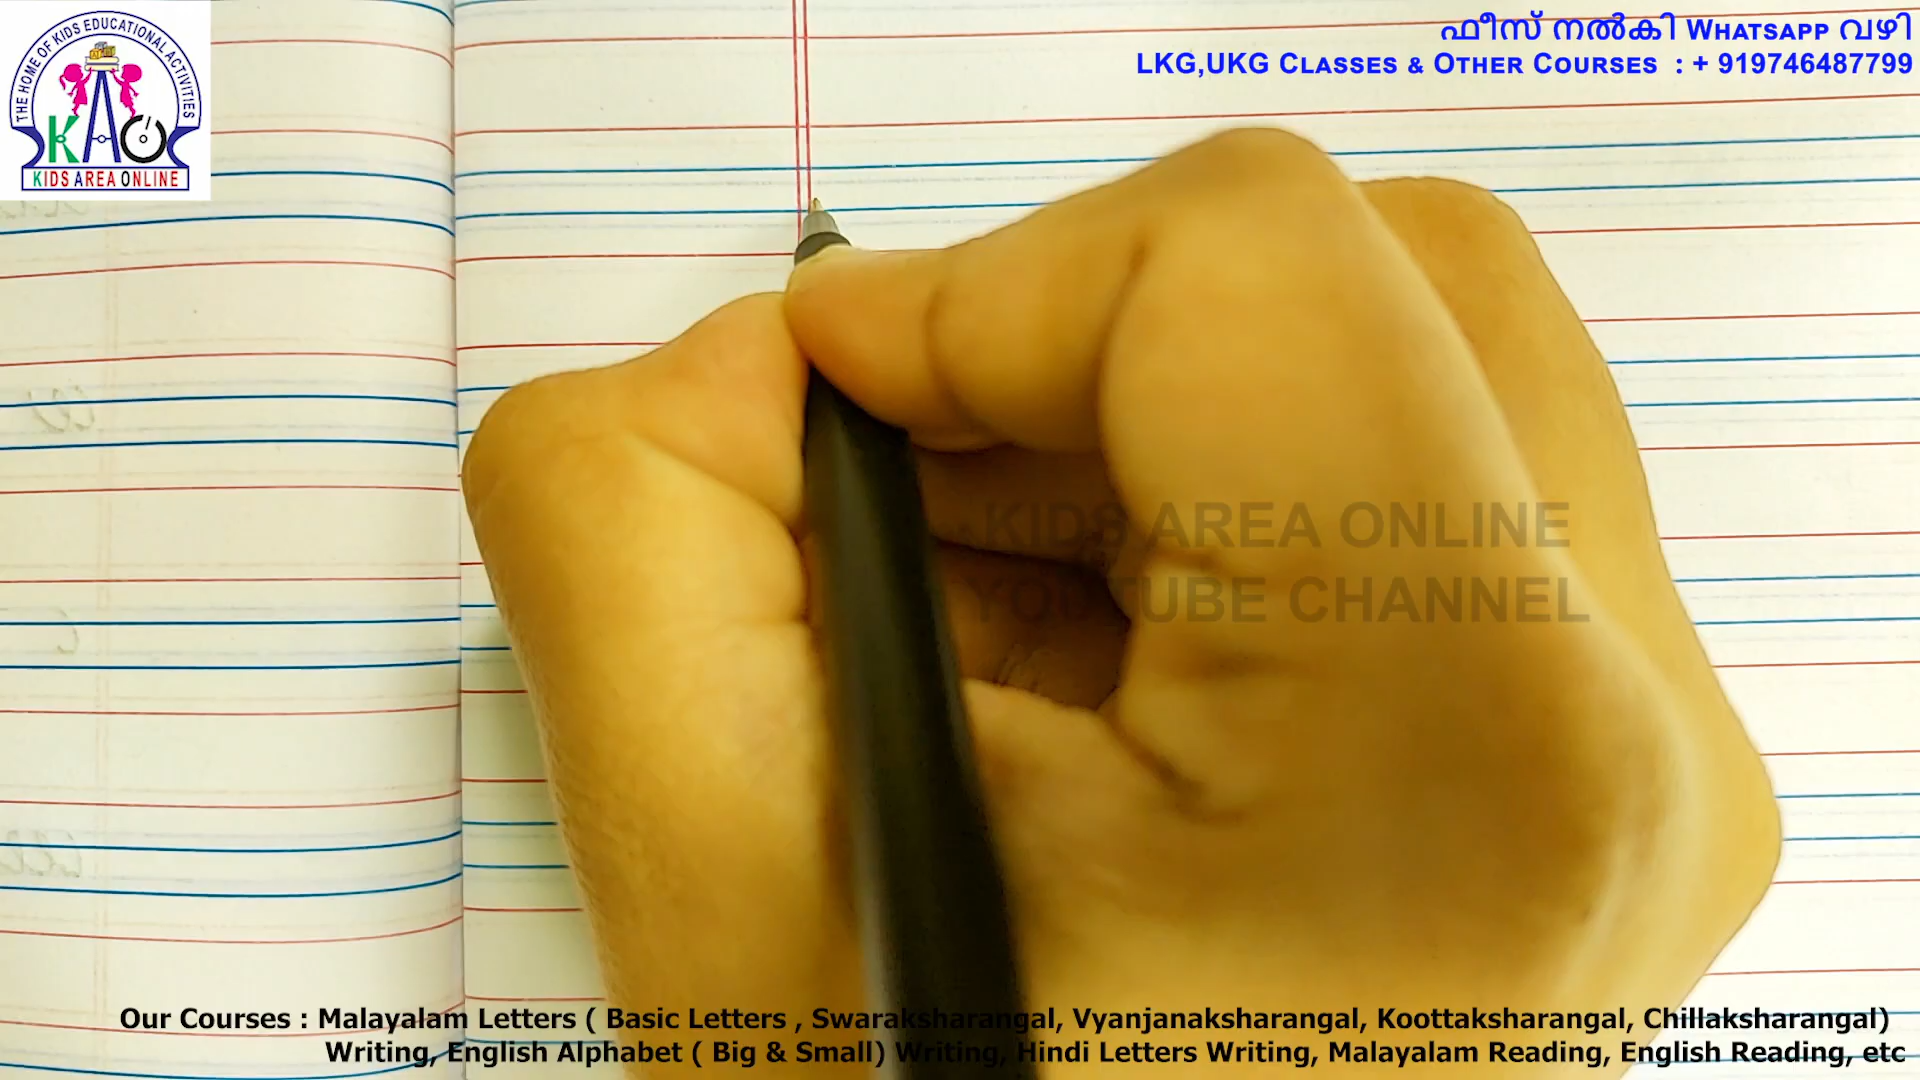 THE HOME OF KIDS EDUCATIONAL ACTIVITIES
KAO
KIDS AREA ONLINE
ഫീസ് നൽകി WHATSAPP വഴി
LKG,UKG CLASSES & OTHER COURSES : + 919746487799
KIDS AREA ONLINE
YOUTUBE CHANNEL
Our Courses : Malayalam Letters ( Basic Letters , Swaraksharangal, Vyanjanaksharangal, Koottaksharangal, Chillaksharangal)
Writing, English Alphabet ( Big & Small) Writing, Hindi Letters Writing, Malayalam Reading, English Reading, etc